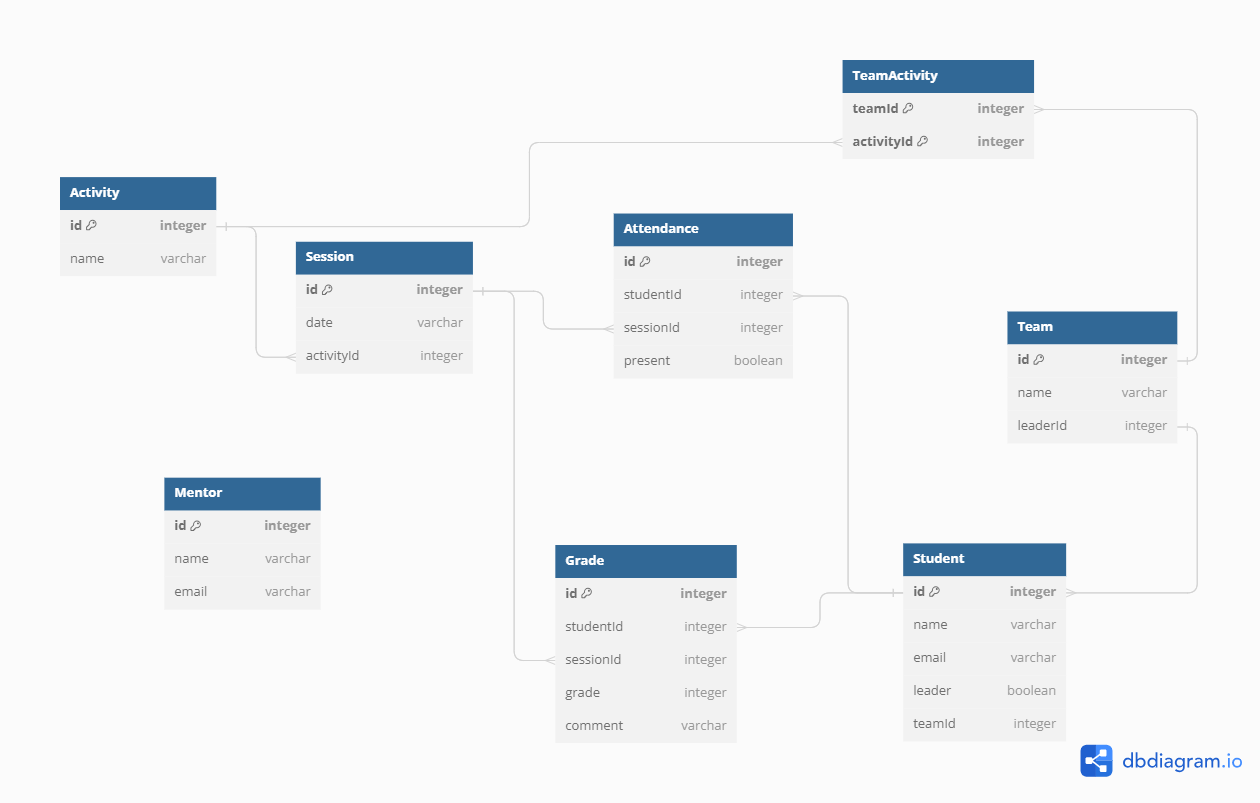 TeamActivity
teamId integer
activityId integer
Activity
id integer
name varchar
Session
id integer
date varchar
activityId integer
Attendance
id integer
studentId integer
sessionId integer
present boolean
Team
id integer
name varchar
leaderId integer
Mentor
id integer
name varchar
email varchar
Grade
id integer
studentId integer
sessionId integer
grade integer
comment varchar
Student
id integer
name varchar
email varchar
leader boolean
teamId integer
dbdiagram.io